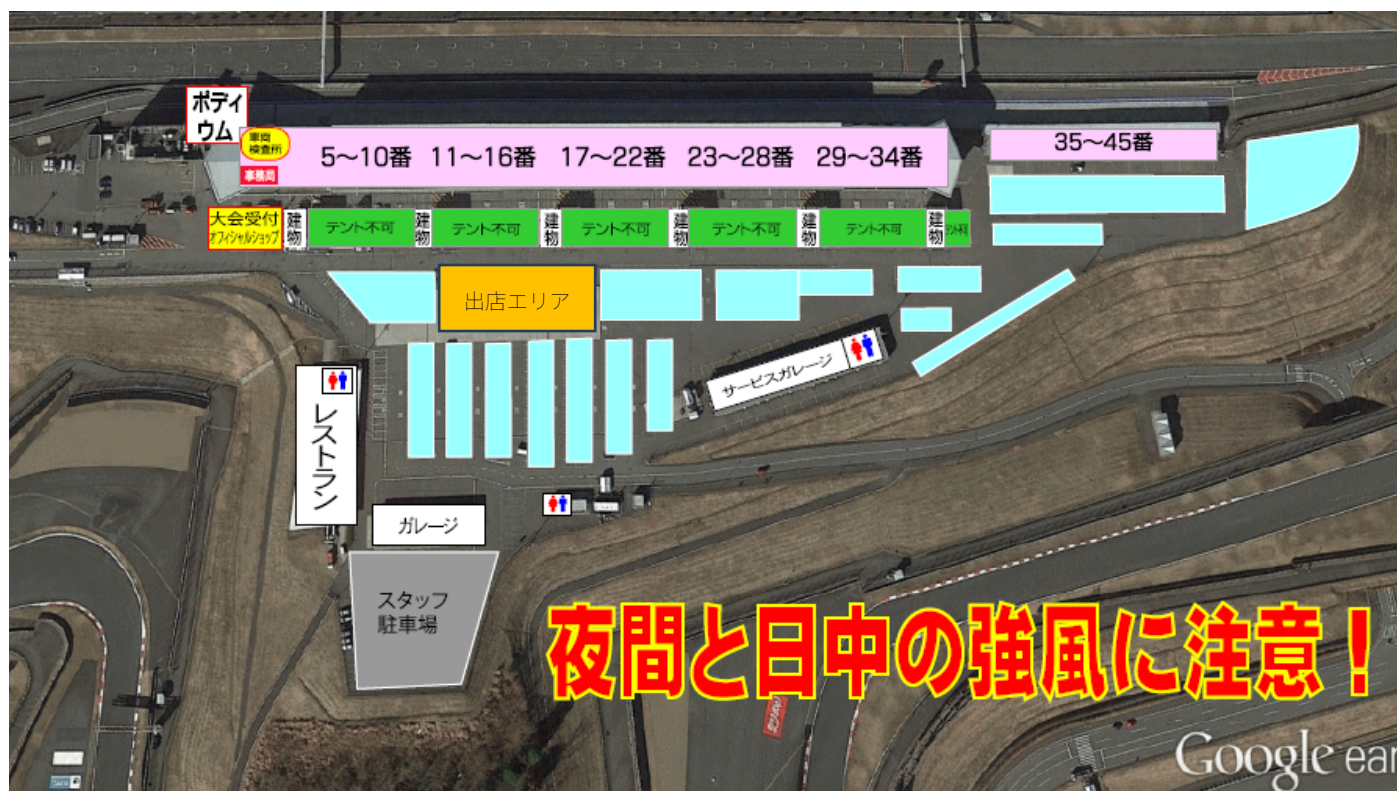 ボディ
ウム
車両
検査所
事務局
5～10番
11～16番
17～22番
23～28番
29～34番
35～45番
大会受付
オフィシャルショップ
建物
テント不可
建物
テント不可
建物
テント不可
建物
テント不可
建物
テント不可
建物
テント不可
出店エリア
サービスガレージ
レストラン
ガレージ
スタッフ
駐車場
夜間と日中の強風に注意！
Google ear